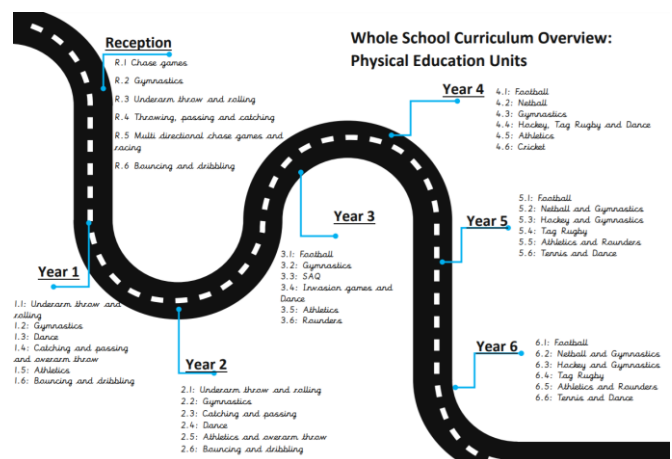 Whole School Curriculum Overview:
Physical Education Units
Reception
R.1 Chase games
R.2 Gymnastics
R.3 Underarm throw and rolling
R.4 Throwing, passing and catching
R.5 Multi directional chase games and
racing
R.6 Bouncing and dribbling
Year 1
1.1: Underarm throw and
rolling
1.2: Gymnastics
1.3: Dance
1.4: Catching and passing
and overarm throw
1.5: Athletics
1.6: Bouncing and dribbling
Year 2
2.1: Underarm throw and rolling
2.2: Gymnastics
2.3: Catching and passing
2.4: Dance
2.5: Athletics and overarm throw
2.6: Bouncing and dribbling
Year 3
3.1: Football
3.2: Gymnastics
3.3: SAQ
3.4: Invasion games and
Dance
3.5: Athletics
3.6: Rounders
Year 4
4.1: Football
4.2: Netball
4.3: Gymnastics
4.4: Hockey, Tag Rugby and Dance
4.5: Athletics
4.6: Cricket
Year 5
5.1: Football
5.2: Netball and Gymnastics
5.3: Hockey and Gymnastics
5.4: Tag Rugby
5.5: Athletics and Rounders
5.6: Tennis and Dance
Year 6
6.1: Football
6.2: Netball and Gymnastics
6.3: Hockey and Gymnastics
6.4: Tag Rugby
6.5: Athletics and Rounders
6.6: Tennis and Dance